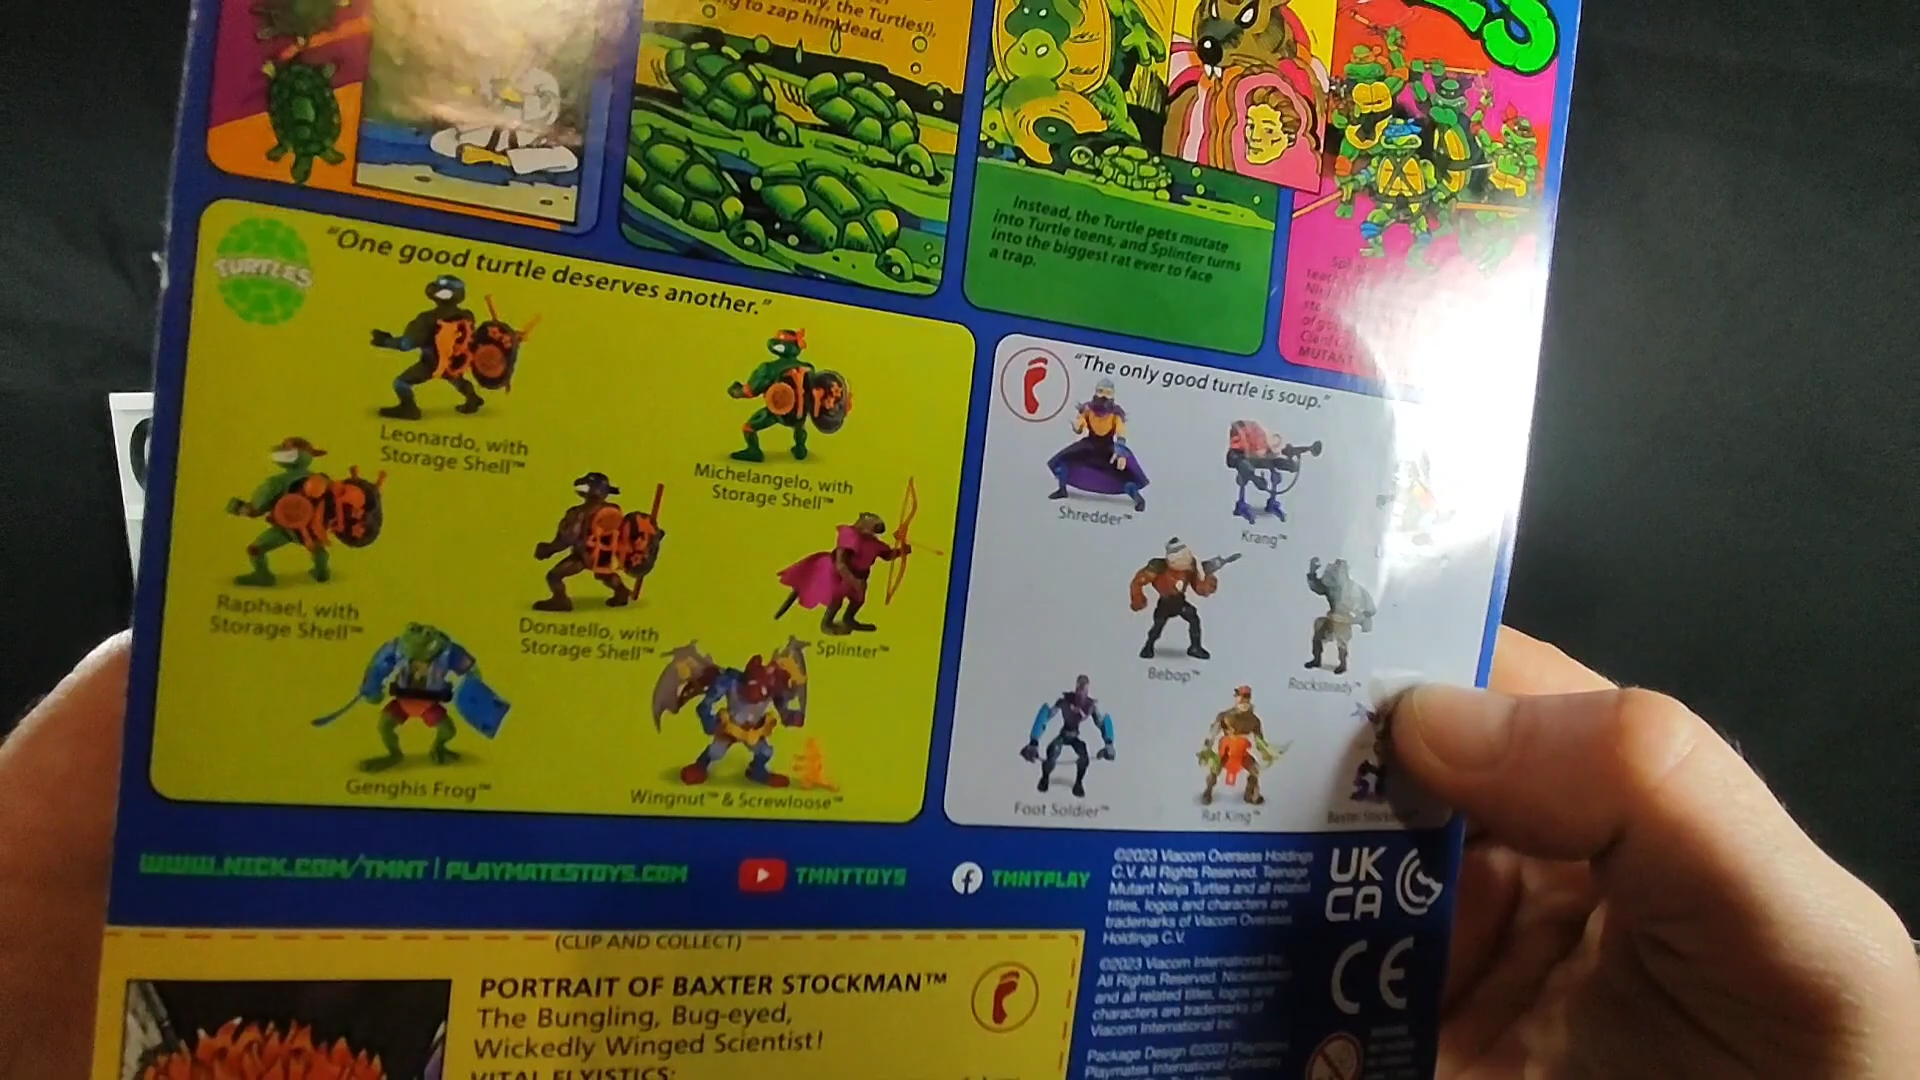 , the Turtles!),
to zap him dead.
Instead, the Turtle pets mutate
into Turtle teens, and Splinter turns
into the biggest rat ever to face
a trap.
TURTLES
"One good turtle deserves another."
Leonardo, with
Storage Shell™
Michelangelo, with
Storage Shell™
Raphael, with
Storage Shell™
Donatello, with
Storage Shell™
Splinter™
Genghis Frog™
Wingnut™ & Screwloose™
"The only good turtle is soup."
Shredder™
Krang™
Bebop™
Rocksteady™
Foot Soldier™
Rat King™
Baxter Stockman™
WWW.NICK.COM/TMNT | PLAYMATESTOYS.COM
TMNTTOYS
TMNTPLAY
©2023 Viacom Overseas Holdings
C.V. All Rights Reserved. Teenage
Mutant Ninja Turtles and all related
titles, logos and characters are
trademarks of Viacom Overseas
Holdings C.V.
©2023 Viacom International Inc.
All Rights Reserved. Nickelodeon
and all related titles, logos and
characters are trademarks of
Viacom International Inc.
Package Design ©2023 Playmates
Playmates International Company
UK
CA
CE
(CLIP AND COLLECT)
PORTRAIT OF BAXTER STOCKMAN™
The Bungling, Bug-eyed,
Wickedly Winged Scientist!
VITAL FLYISTICS: